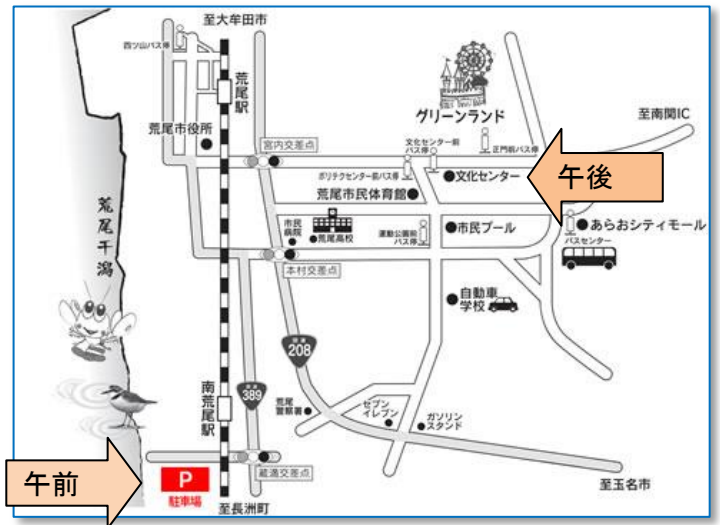 至大牟田市
四ツ山バス停
荒尾駅
荒尾市役所
宮内交差点
グリーンランド
至南関IC
文化センター前
バス停
正門前バス停
ポリテクセンター前バス停
文化センター
午後
荒尾市民体育館
市民
病院
荒尾高校
運動公園前
バス停
市民プール
あらおシティモール
バスセンター
本村交差点
荒尾干潟
自動車
学校
国道
208
国道
389
南荒尾駅
荒尾
警察署
セブン
イレブン
ガソリン
スタンド
蔵満交差点
午前
P
駐車場
至長洲町
至玉名市